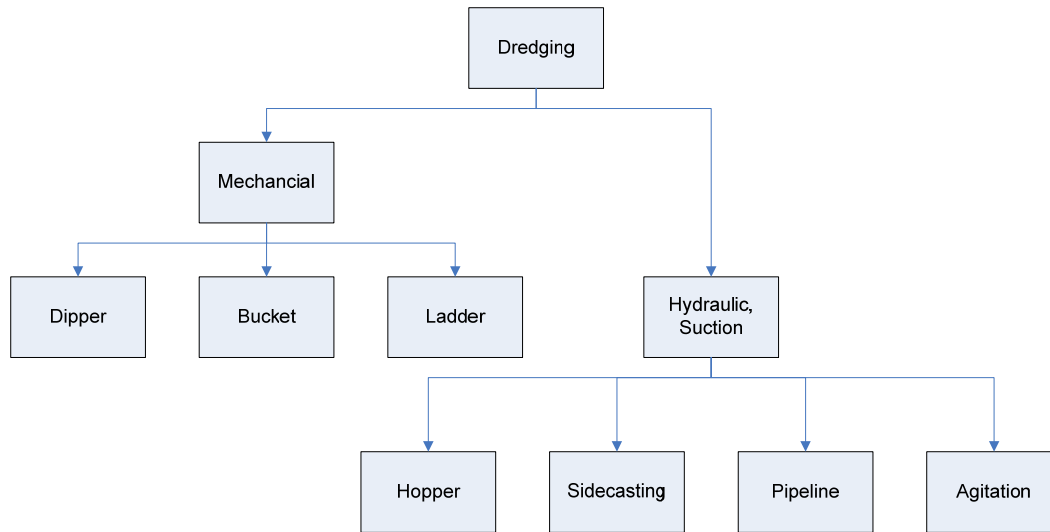 Dredging
Mechancial
Dipper
Bucket
Ladder
Hydraulic,
Suction
Hopper
Sidecasting
Pipeline
Agitation